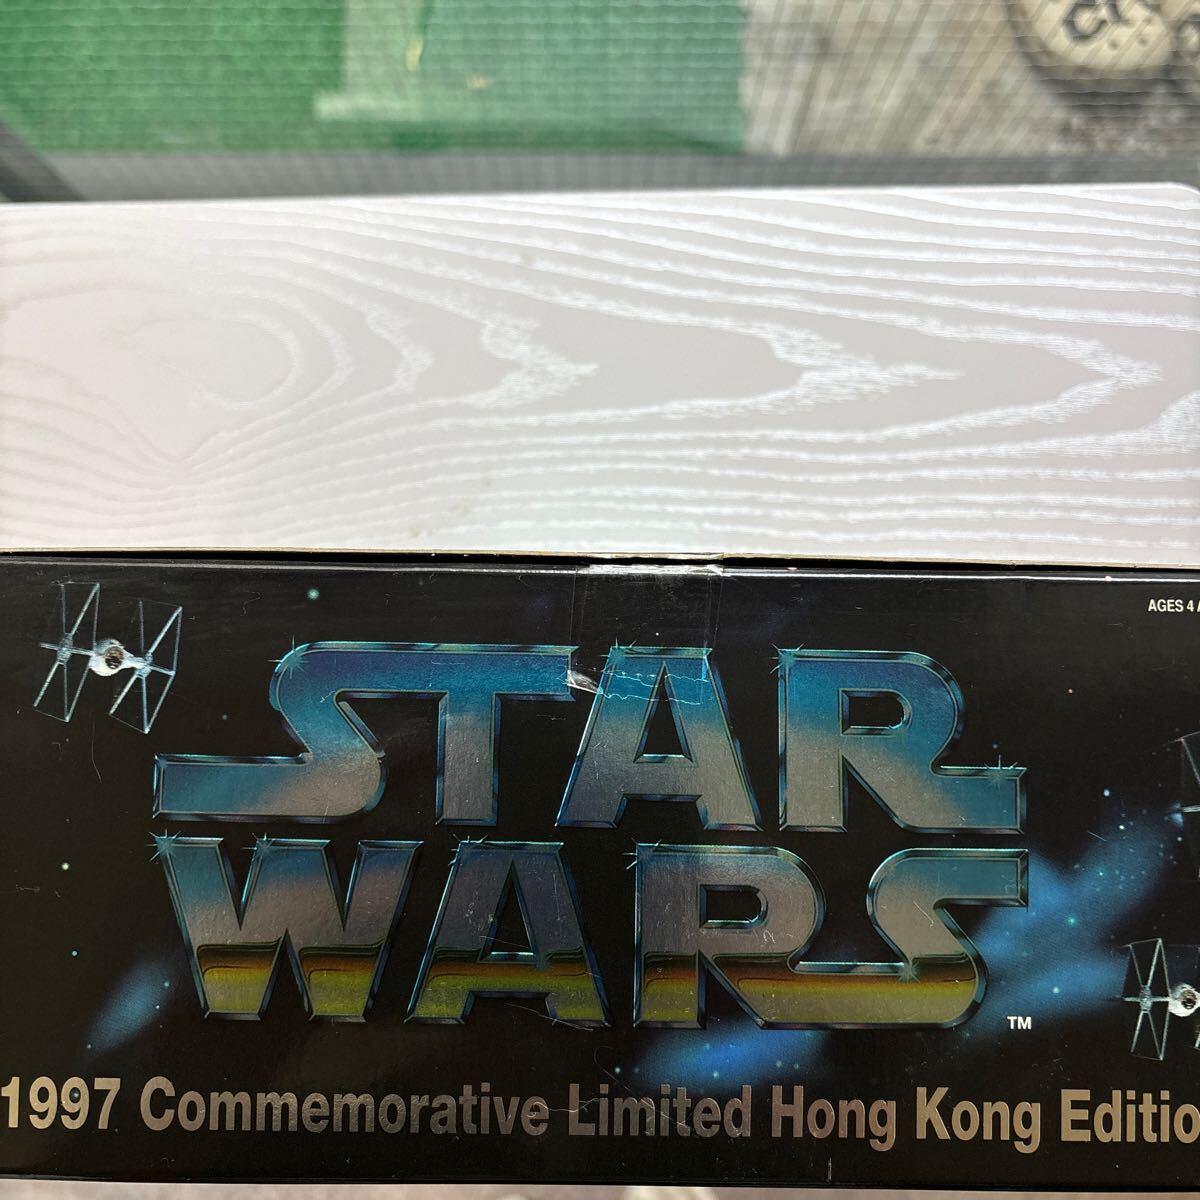 AGES 4
STAR
WARS
TM
1997 Commemorative Limited Hong Kong Editio